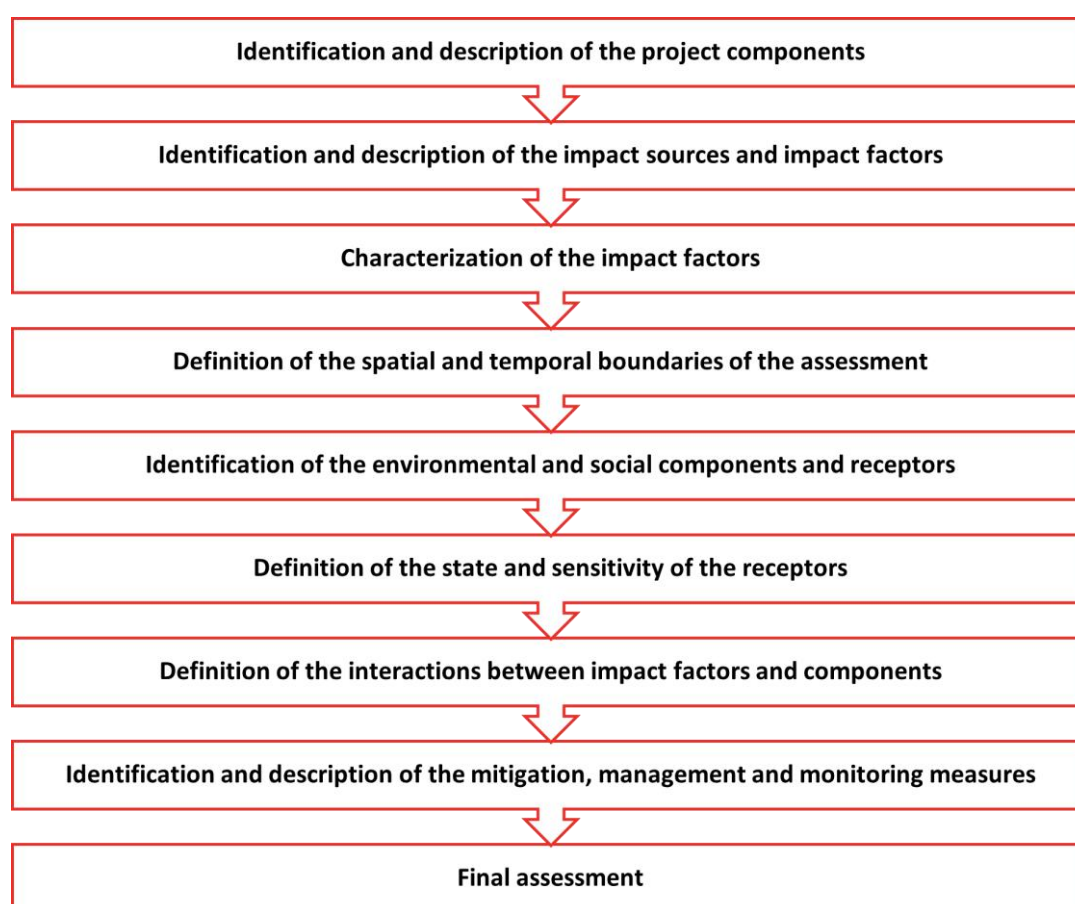 Identification and description of the project components
Identification and description of the impact sources and impact factors
Characterization of the impact factors
Definition of the spatial and temporal boundaries of the assessment
Identification of the environmental and social components and receptors
Definition of the state and sensitivity of the receptors
Definition of the interactions between impact factors and components
Identification and description of the mitigation, management and monitoring measures
Final assessment